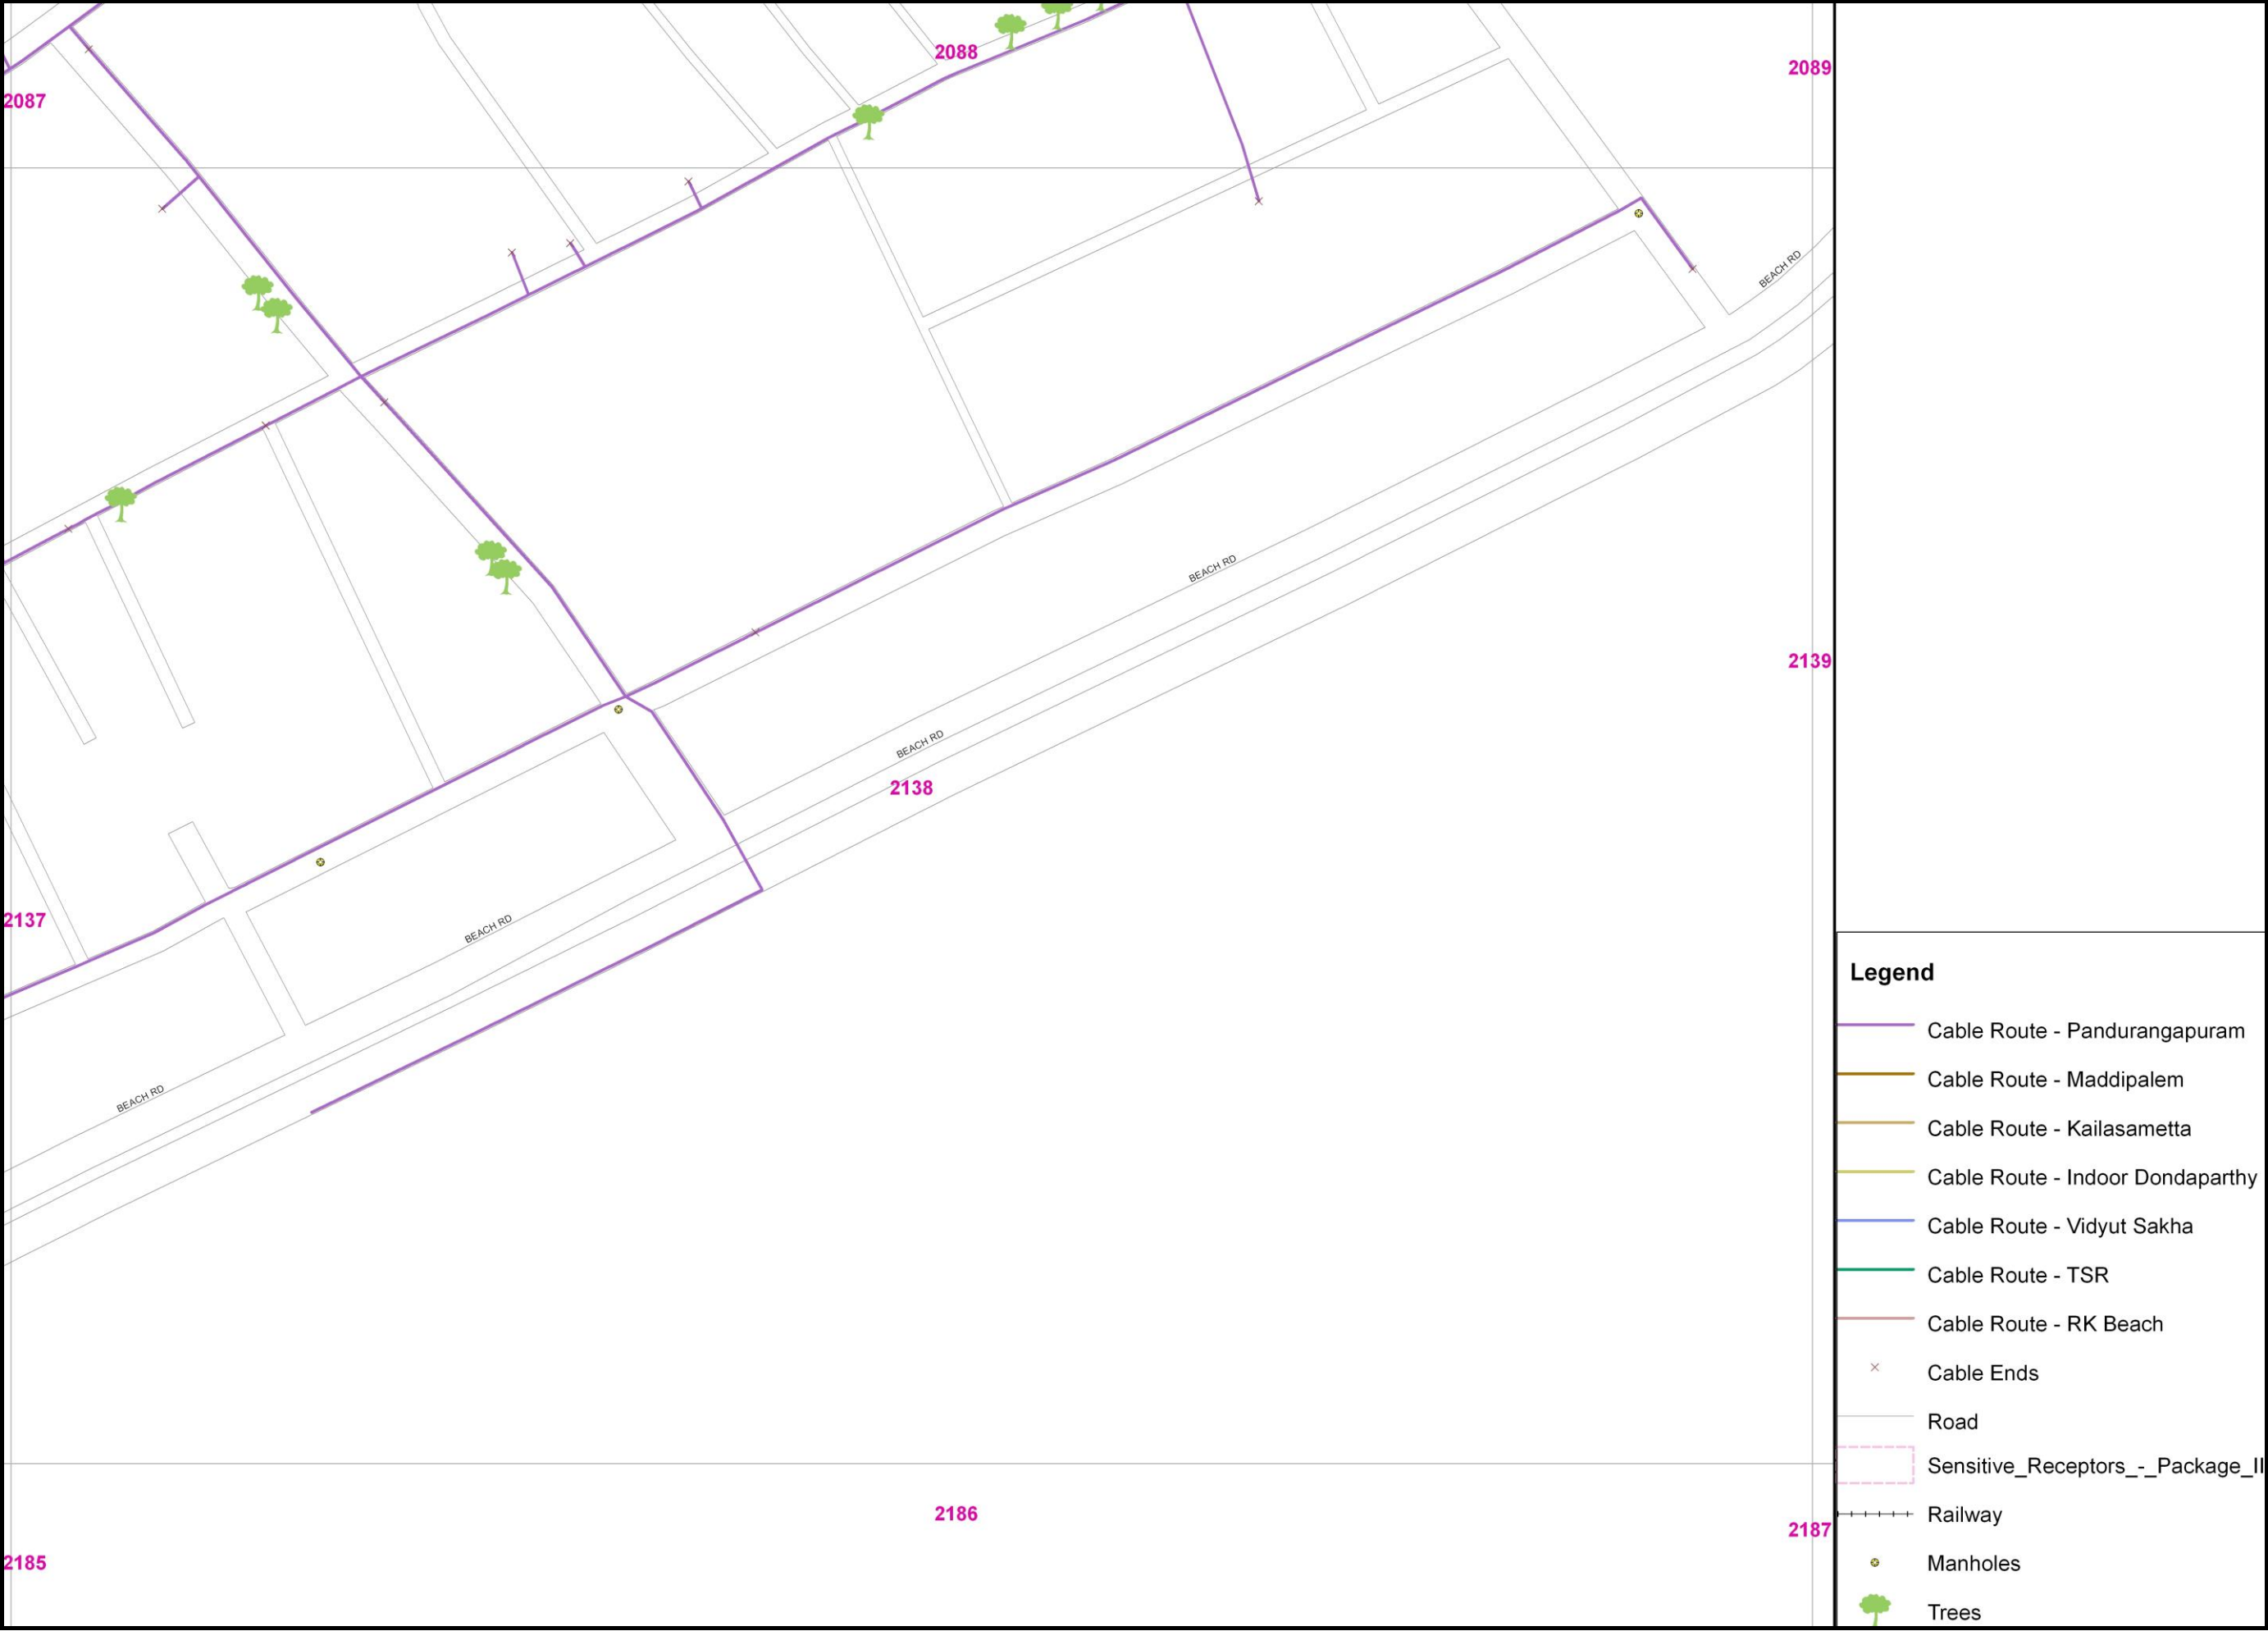 2088
2089
2087
BEACH RD
BEACH RD
2139
BEACH RD
2138
2137
BEACH RD
BEACH RD
2186
2187
2185
Legend
Cable Route - Pandurangapuram
Cable Route - Maddipalem
Cable Route - Kailasametta
Cable Route - Indoor Dondaparthy
Cable Route - Vidyut Sakha
Cable Route - TSR
Cable Route - RK Beach
Cable Ends
Road
Sensitive_Receptors_-_Package_II
Railway
Manholes
Trees